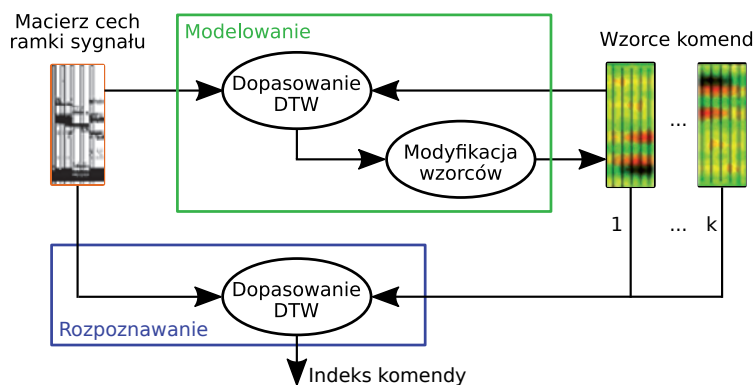 Macierz cech
ramki sygnału
Modelowanie
Wzorce komend
Dopasowanie
DTW
...
Modyfikacja
wzorców
1 ... k
Dopasowanie
DTW
Rozpoznawanie
Indeks komendy